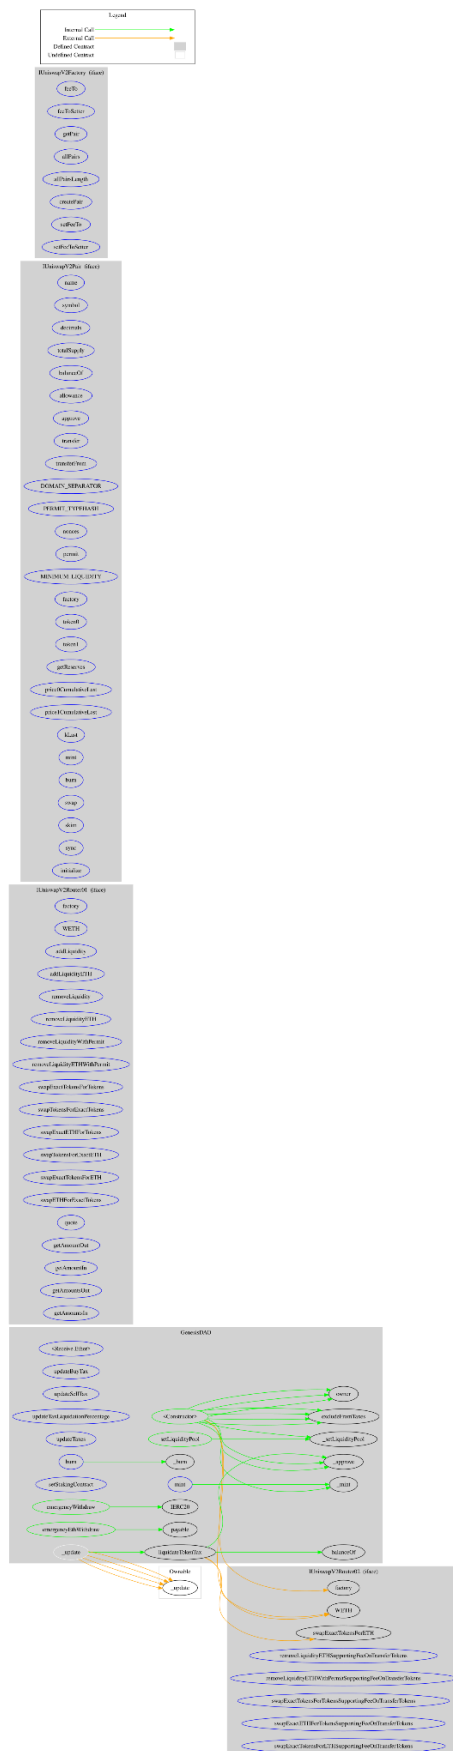 Legend
Internal Call
External Call
Defined Contract
Undefined Contract
IUniswapV2Factory (iface)
feeTo
feeToSetter
getPair
allPairs
allPairsLength
createPair
setFeeTo
setFeeToSetter
IUniswapV2Pair (iface)
name
symbol
decimals
totalSupply
balanceOf
allowance
approve
transfer
transferFrom
DOMAIN_SEPARATOR
PERMIT_TYPEHASH
nonces
permit
MINIMUM_LIQUIDITY
factory
token0
token1
getReserves
price0CumulativeLast
price1CumulativeLast
kLast
mint
burn
swap
skim
sync
initialize
IUniswapV2Router01 (iface)
factory
WETH
addLiquidity
addLiquidityETH
removeLiquidity
removeLiquidityETH
removeLiquidityWithPermit
removeLiquidityETHWithPermit
swapExactTokensForTokens
swapTokensForExactTokens
swapExactETHForTokens
swapTokensForExactETH
swapExactTokensForETH
swapETHForExactTokens
quote
getAmountOut
getAmountIn
getAmountsOut
getAmountsIn
GenesisDAO
<Receive Ether>
updateBuyTax
updateSellTax
updateTaxLiquidationPercentage
updateTaxes
burn
setStakingContract
emergencyWithdraw
emergencyEthWithdraw
_update
<Constructor>
setLiquidityPool
_burn
mint
IERC20
payable
liquidateTokenTax
owner
excludeFromTaxes
_setLiquidityPool
_approve
_mint
balanceOf
Ownable
_update
IUniswapV2Router02 (iface)
factory
WETH
swapExactTokensForETH
removeLiquidityETHSupportingFeeOnTransferTokens
removeLiquidityETHWithPermitSupportingFeeOnTransferTokens
swapExactTokensForTokensSupportingFeeOnTransferTokens
swapExactETHForTokensSupportingFeeOnTransferTokens
swapExactTokensForETHSupportingFeeOnTransferTokens